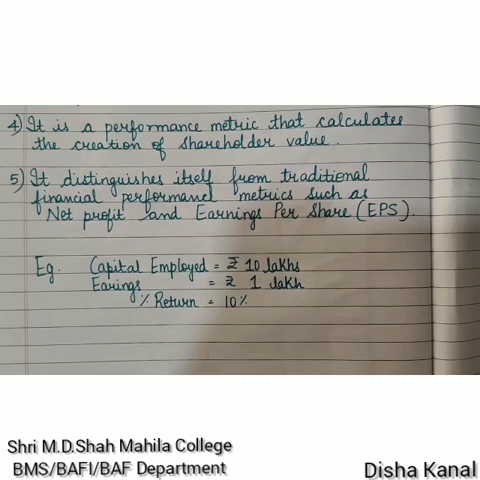 4) It is a performance metric that calculates
the creation of shareholder value.
5) It distinguishes itself from traditional
financial performance metrics such as
Net profit and Earnings Per Share (EPS).
Eg. Capital Employed = ₹ 10 lakhs
Earings = ₹ 1 lakh
% Return = 10%
Shri M.D.Shah Mahila College
BMS/BAFI/BAF Department
Disha Kanal